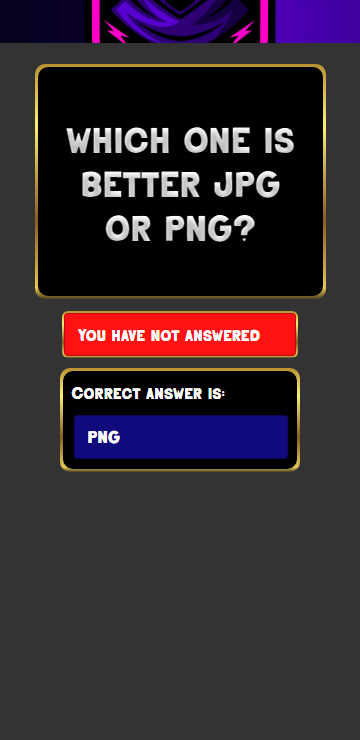 WHICH ONE IS
BETTER JPG
OR PNG?
YOU HAVE NOT ANSWERED
CORRECT ANSWER IS:
PNG